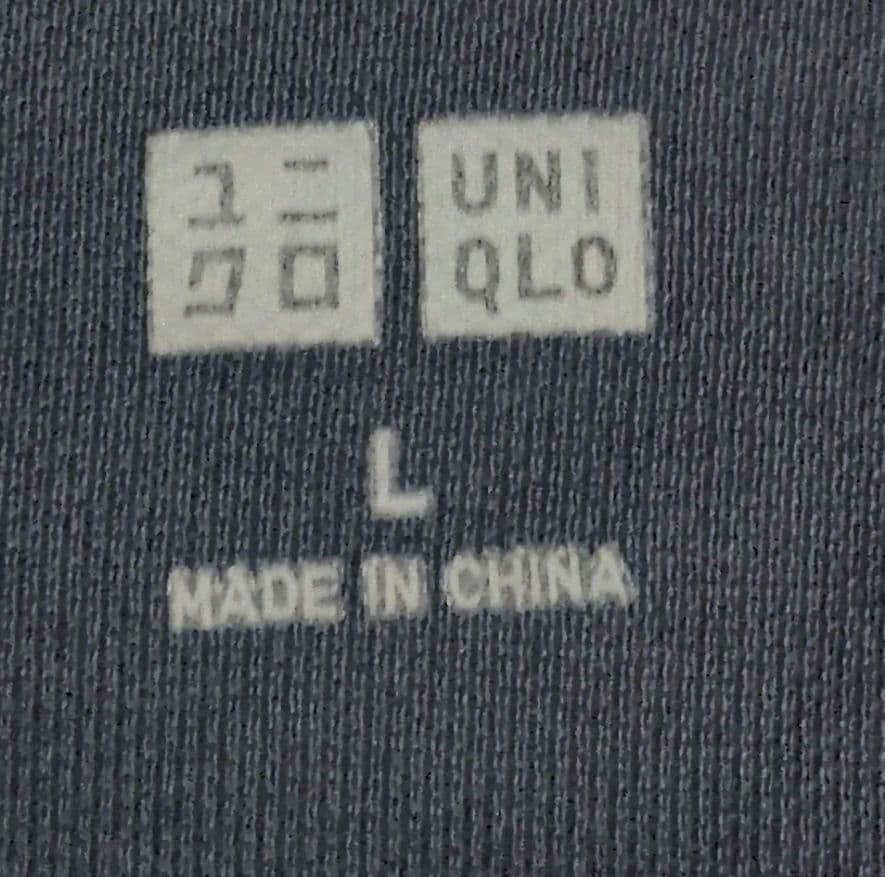 ユニ
クロ
UNI
QLO
L
MADE IN CHINA